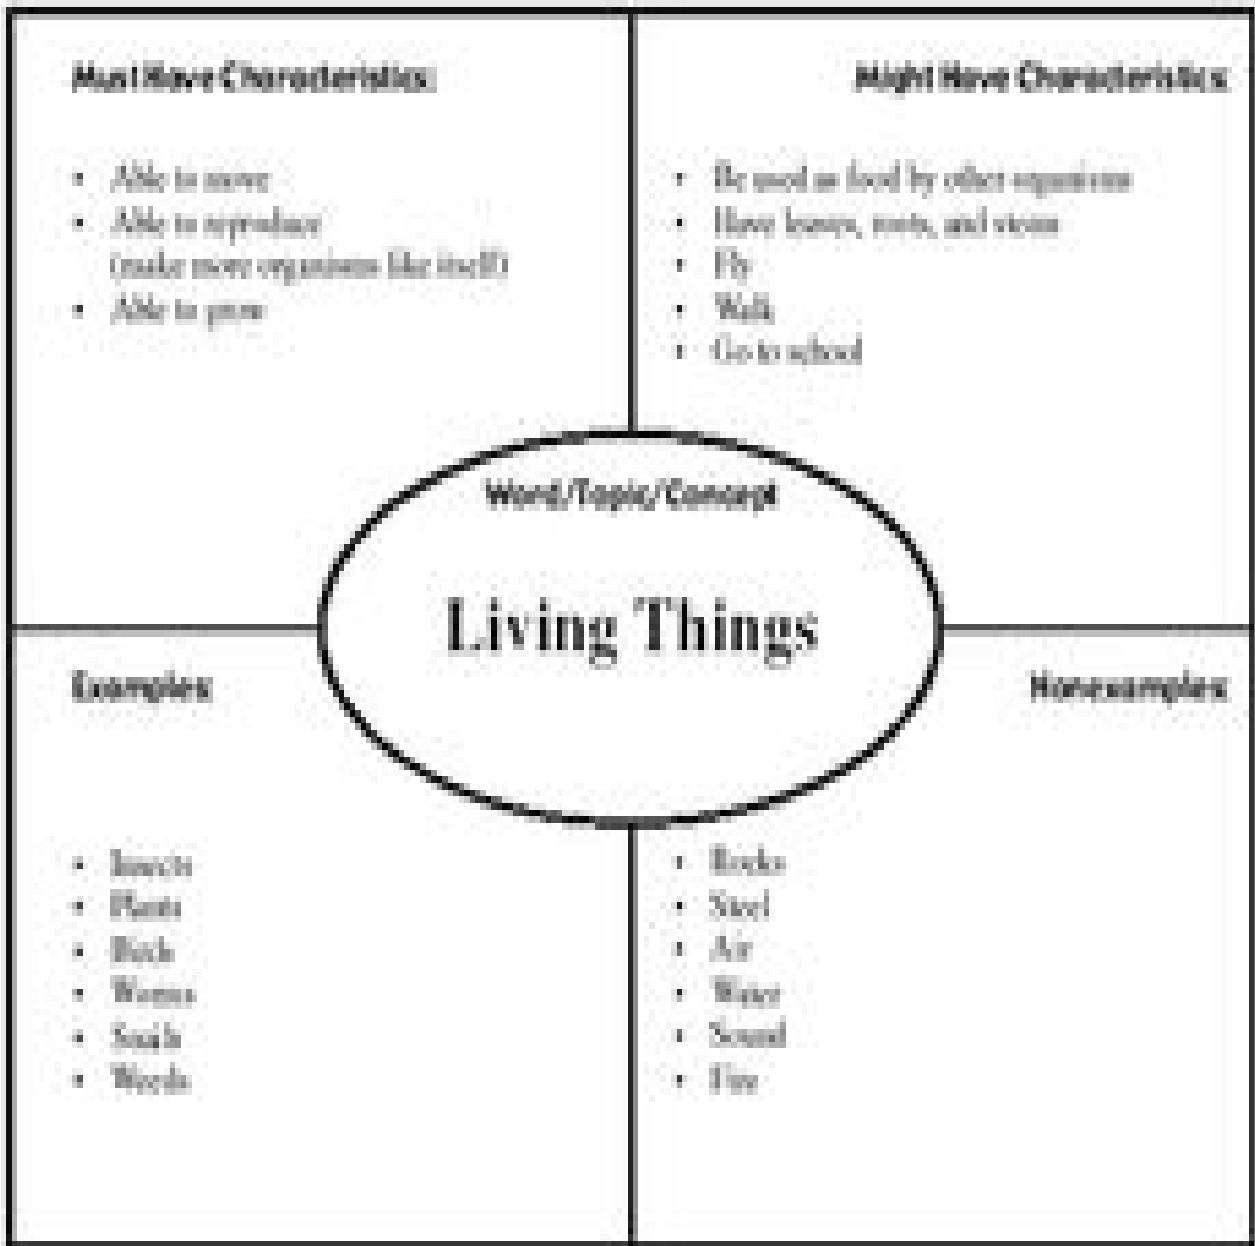 Must Have Characteristics:
Might Have Characteristics:
• Able to move
• Able to reproduce
(make more organisms like itself)
• Able to grow
• Be used as food by other organisms
• Have leaves, roots, and stems
• Fly
• Walk
• Go to school
Word/Topic/Concept
Living Things
Examples:
• Insects
• Plants
• Birds
• Worms
• Snails
• Weeds
Nonexamples:
• Rocks
• Steel
• Air
• Water
• Sound
• Fire